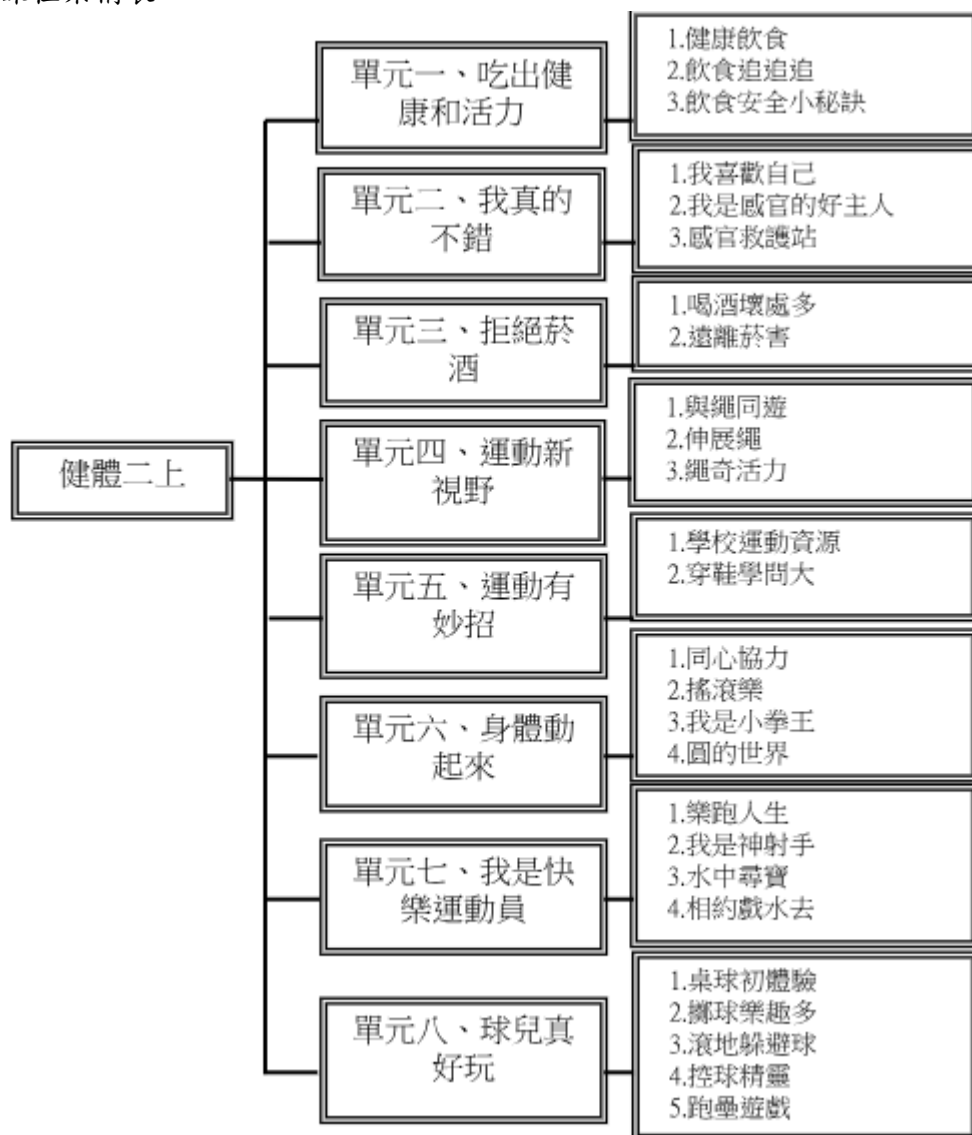 單元一、吃出健
康和活力
1.健康飲食
2.飲食追追追
3.飲食安全小秘訣
單元二、我真的
不錯
1.我喜歡自己
2.我是感官的好主人
3.感官救護站
單元三、拒絕菸
酒
1.喝酒壞處多
2.遠離菸害
健體二上
單元四、運動新
視野
1.與繩同遊
2.伸展繩
3.繩奇活力
單元五、運動有
妙招
1.學校運動資源
2.穿鞋學問大
單元六、身體動
起來
1.同心協力
2.搖滾樂
3.我是小拳王
4.圓的世界
單元七、我是快
樂運動員
1.樂跑人生
2.我是神射手
3.水中尋寶
4.相約戲水去
單元八、球兒真
好玩
1.桌球初體驗
2.擲球樂趣多
3.滾地躲避球
4.控球精靈
5.跑壘遊戲